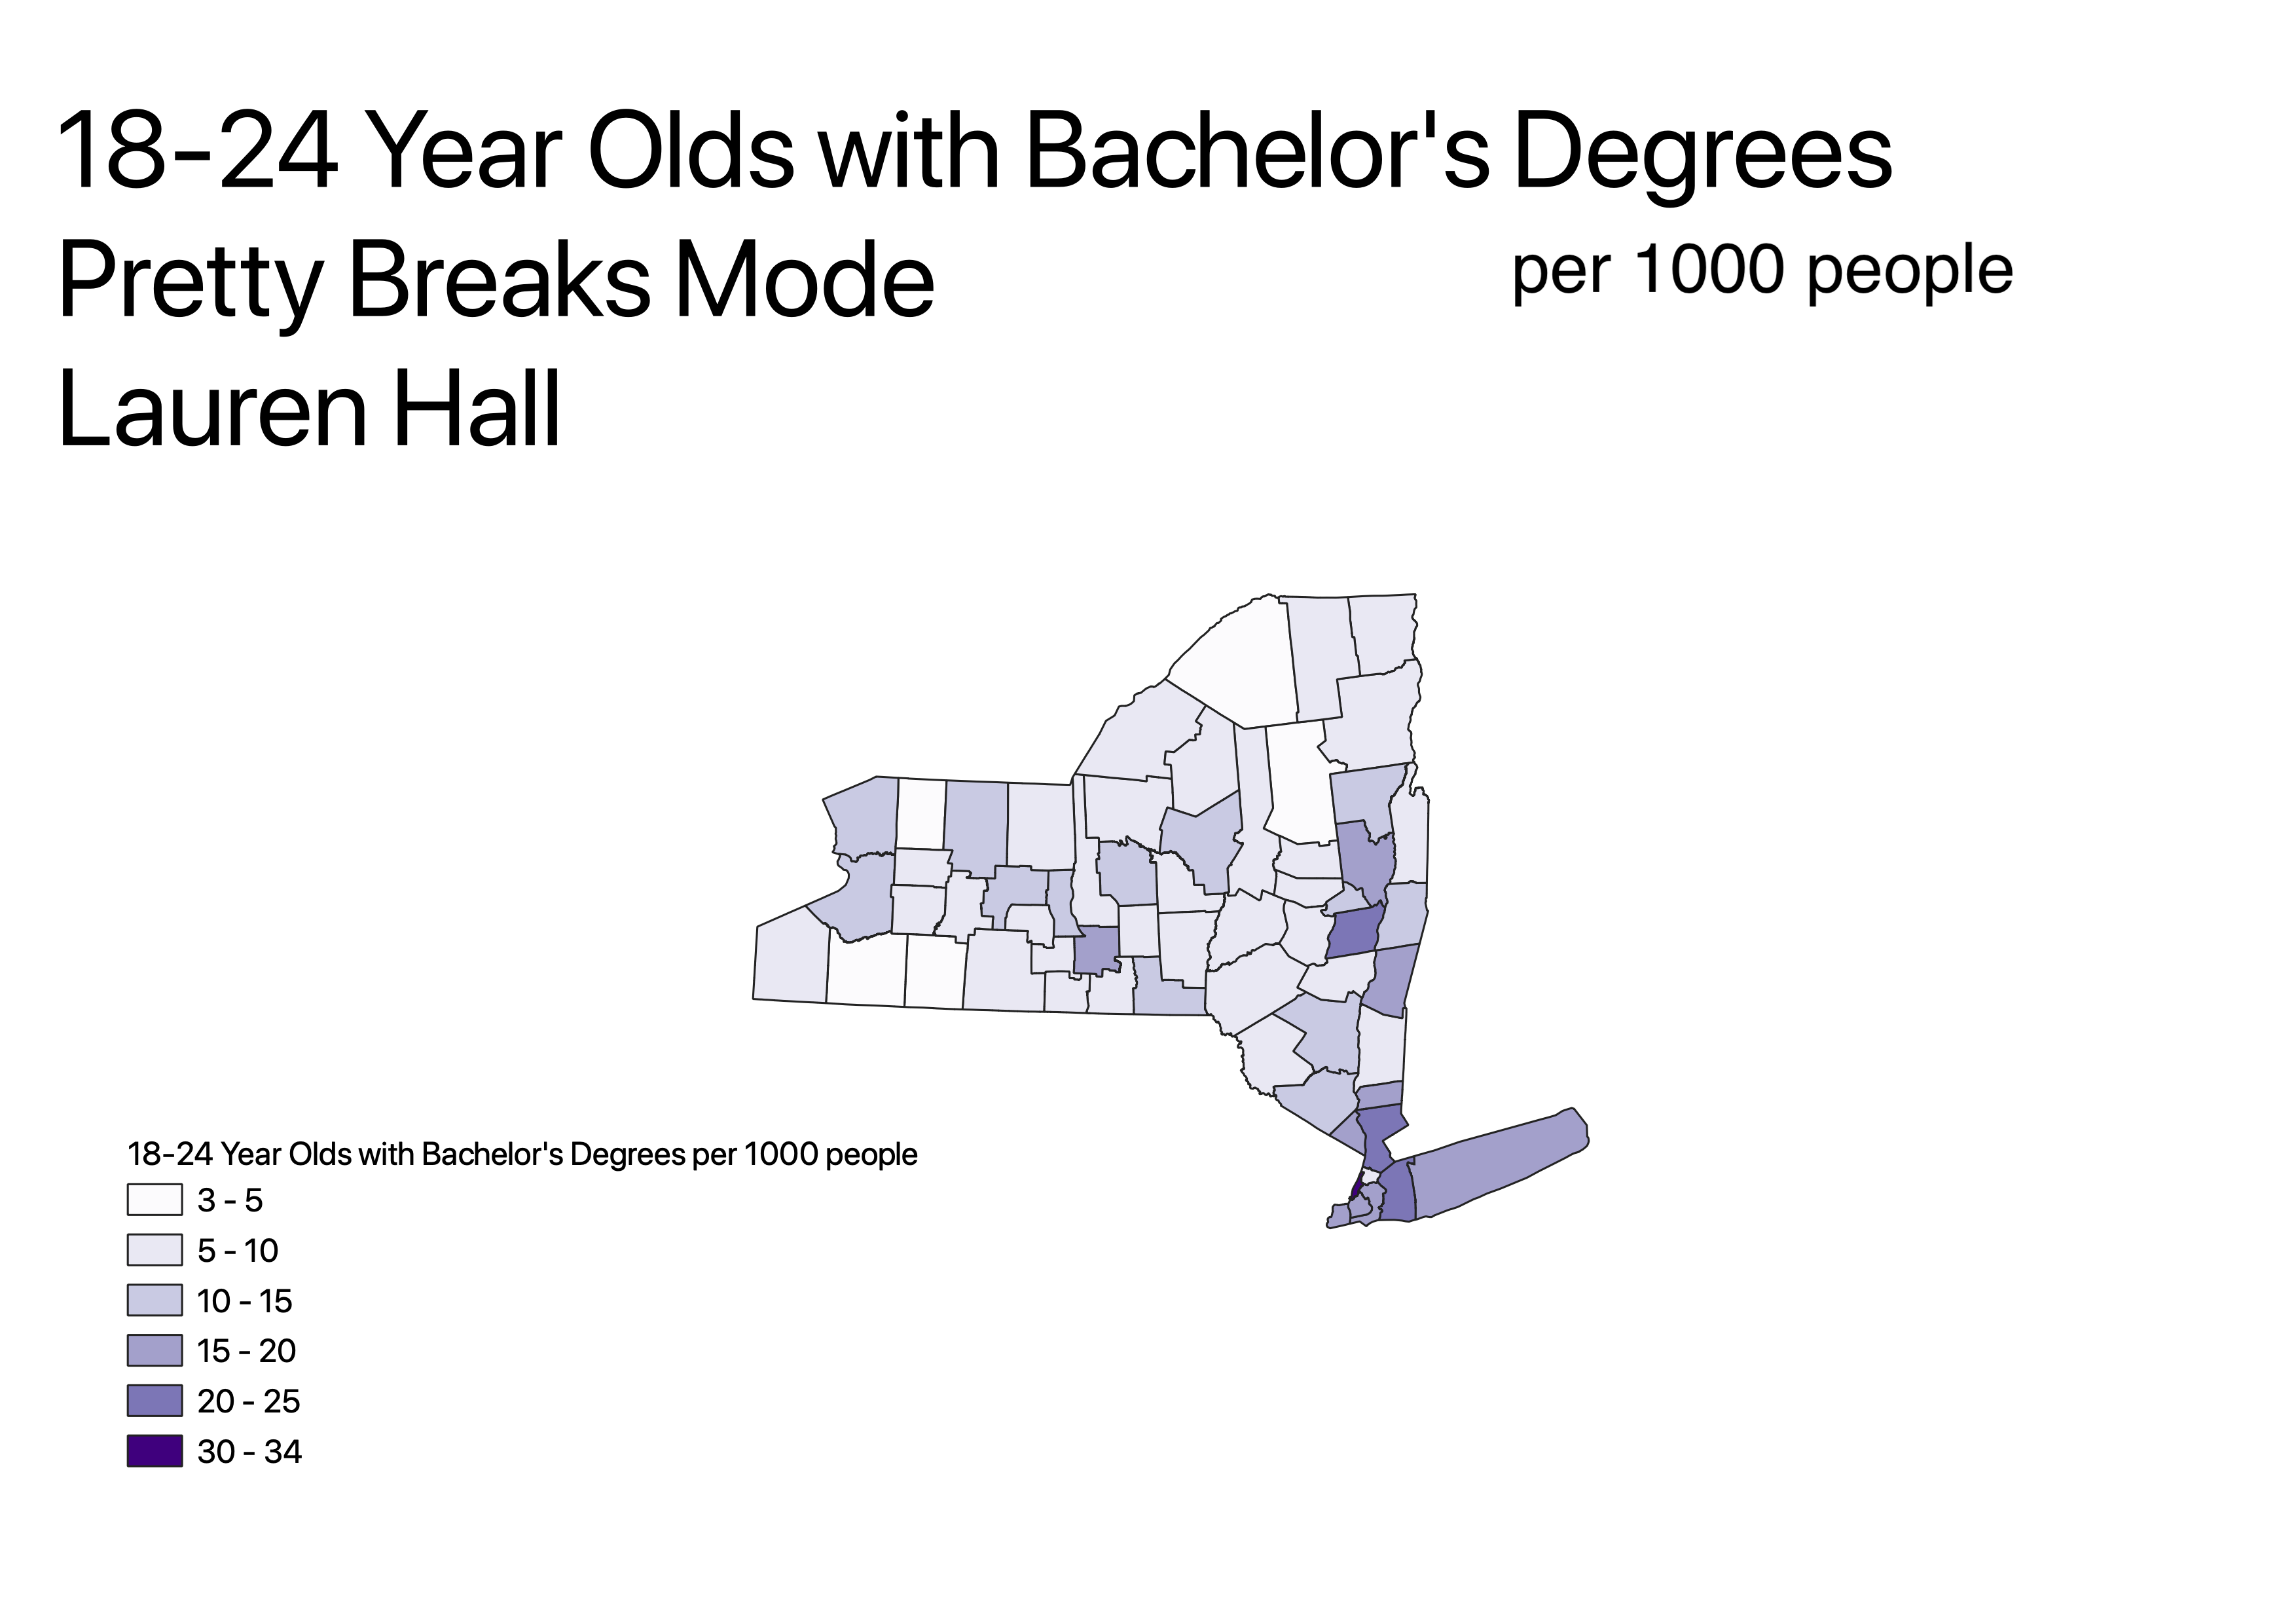 18-24 Year Olds with Bachelor's Degrees
Pretty Breaks Mode
per 1000 people
Lauren Hall
18-24 Year Olds with Bachelor's Degrees per 1000 people
3 - 5
5 - 10
10 - 15
15 - 20
20 - 25
30 - 34